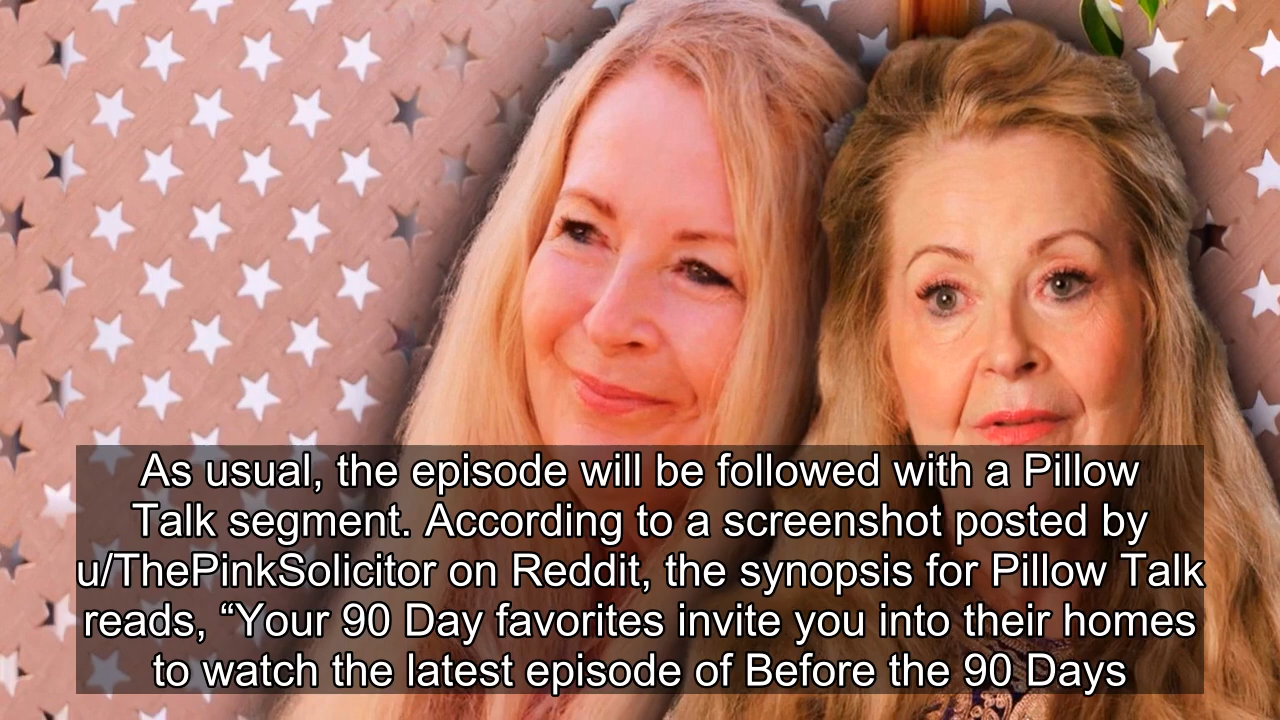 As usual, the episode will be followed with a Pillow
Talk segment. According to a screenshot posted by
u/ThePinkSolicitor on Reddit, the synopsis for Pillow Talk
reads, “Your 90 Day favorites invite you into their homes
to watch the latest episode of Before the 90 Days